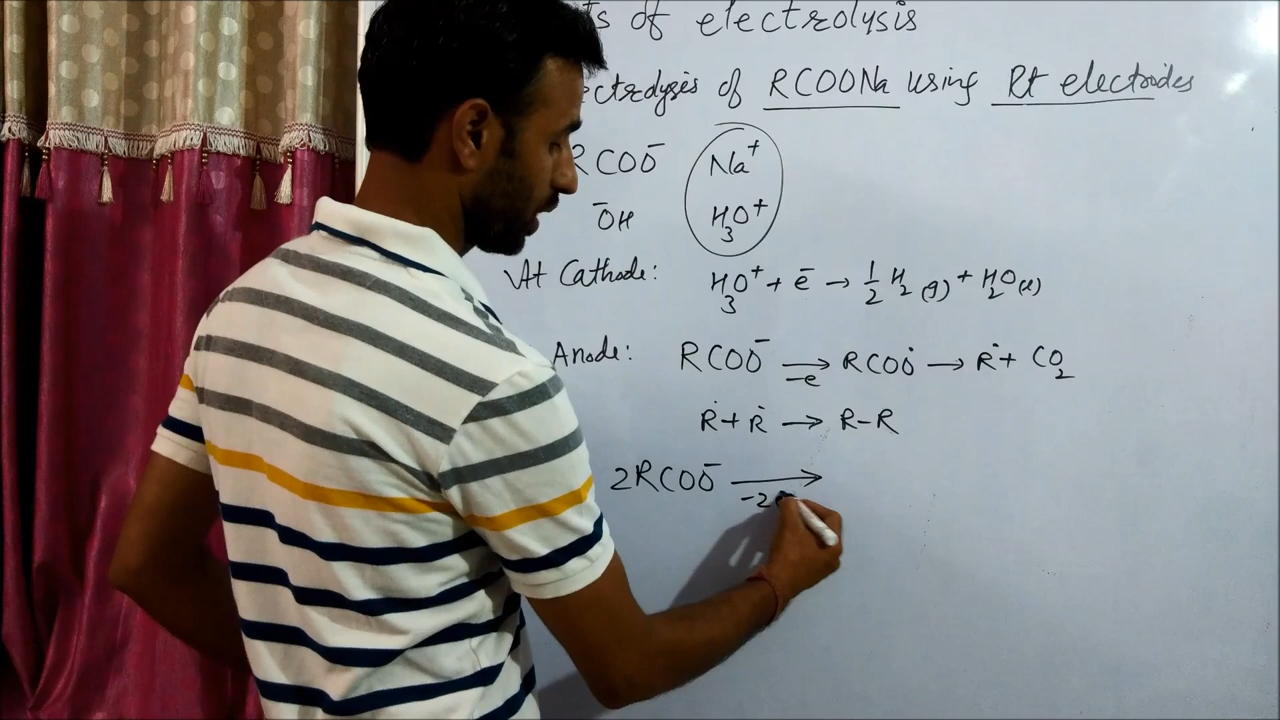 ts of electrolysis
ectrolysis of RCOONa using Pt electrodes
RCOO⁻ Na⁺
⁻OH H₃O⁺
At Cathode: H₃O⁺ + e⁻ → ½ H₂ (g) + H₂O (l)
Anode: RCOO⁻ →(-e) RCOO• → R• + CO₂
R• + R• → R-R
2RCOO⁻ →(-2